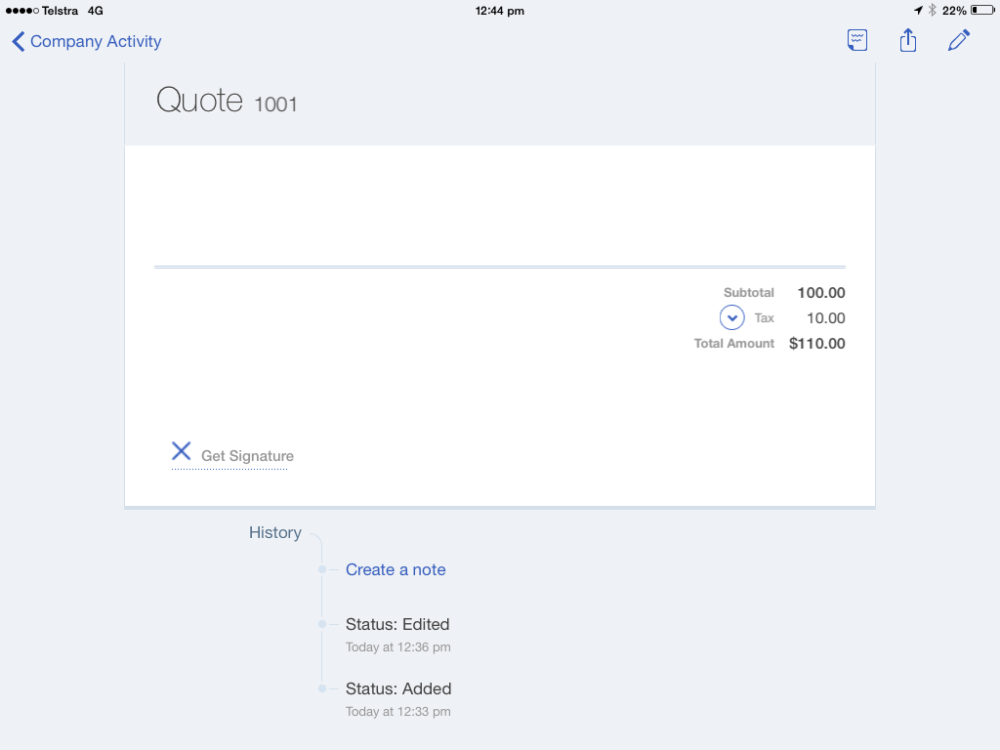 Telstra 4G 12:44 pm 22%
Company Activity
Quote 1001
Subtotal 100.00
Tax 10.00
Total Amount $110.00
Get Signature
History
Create a note
Status: Edited
Today at 12:36 pm
Status: Added
Today at 12:33 pm